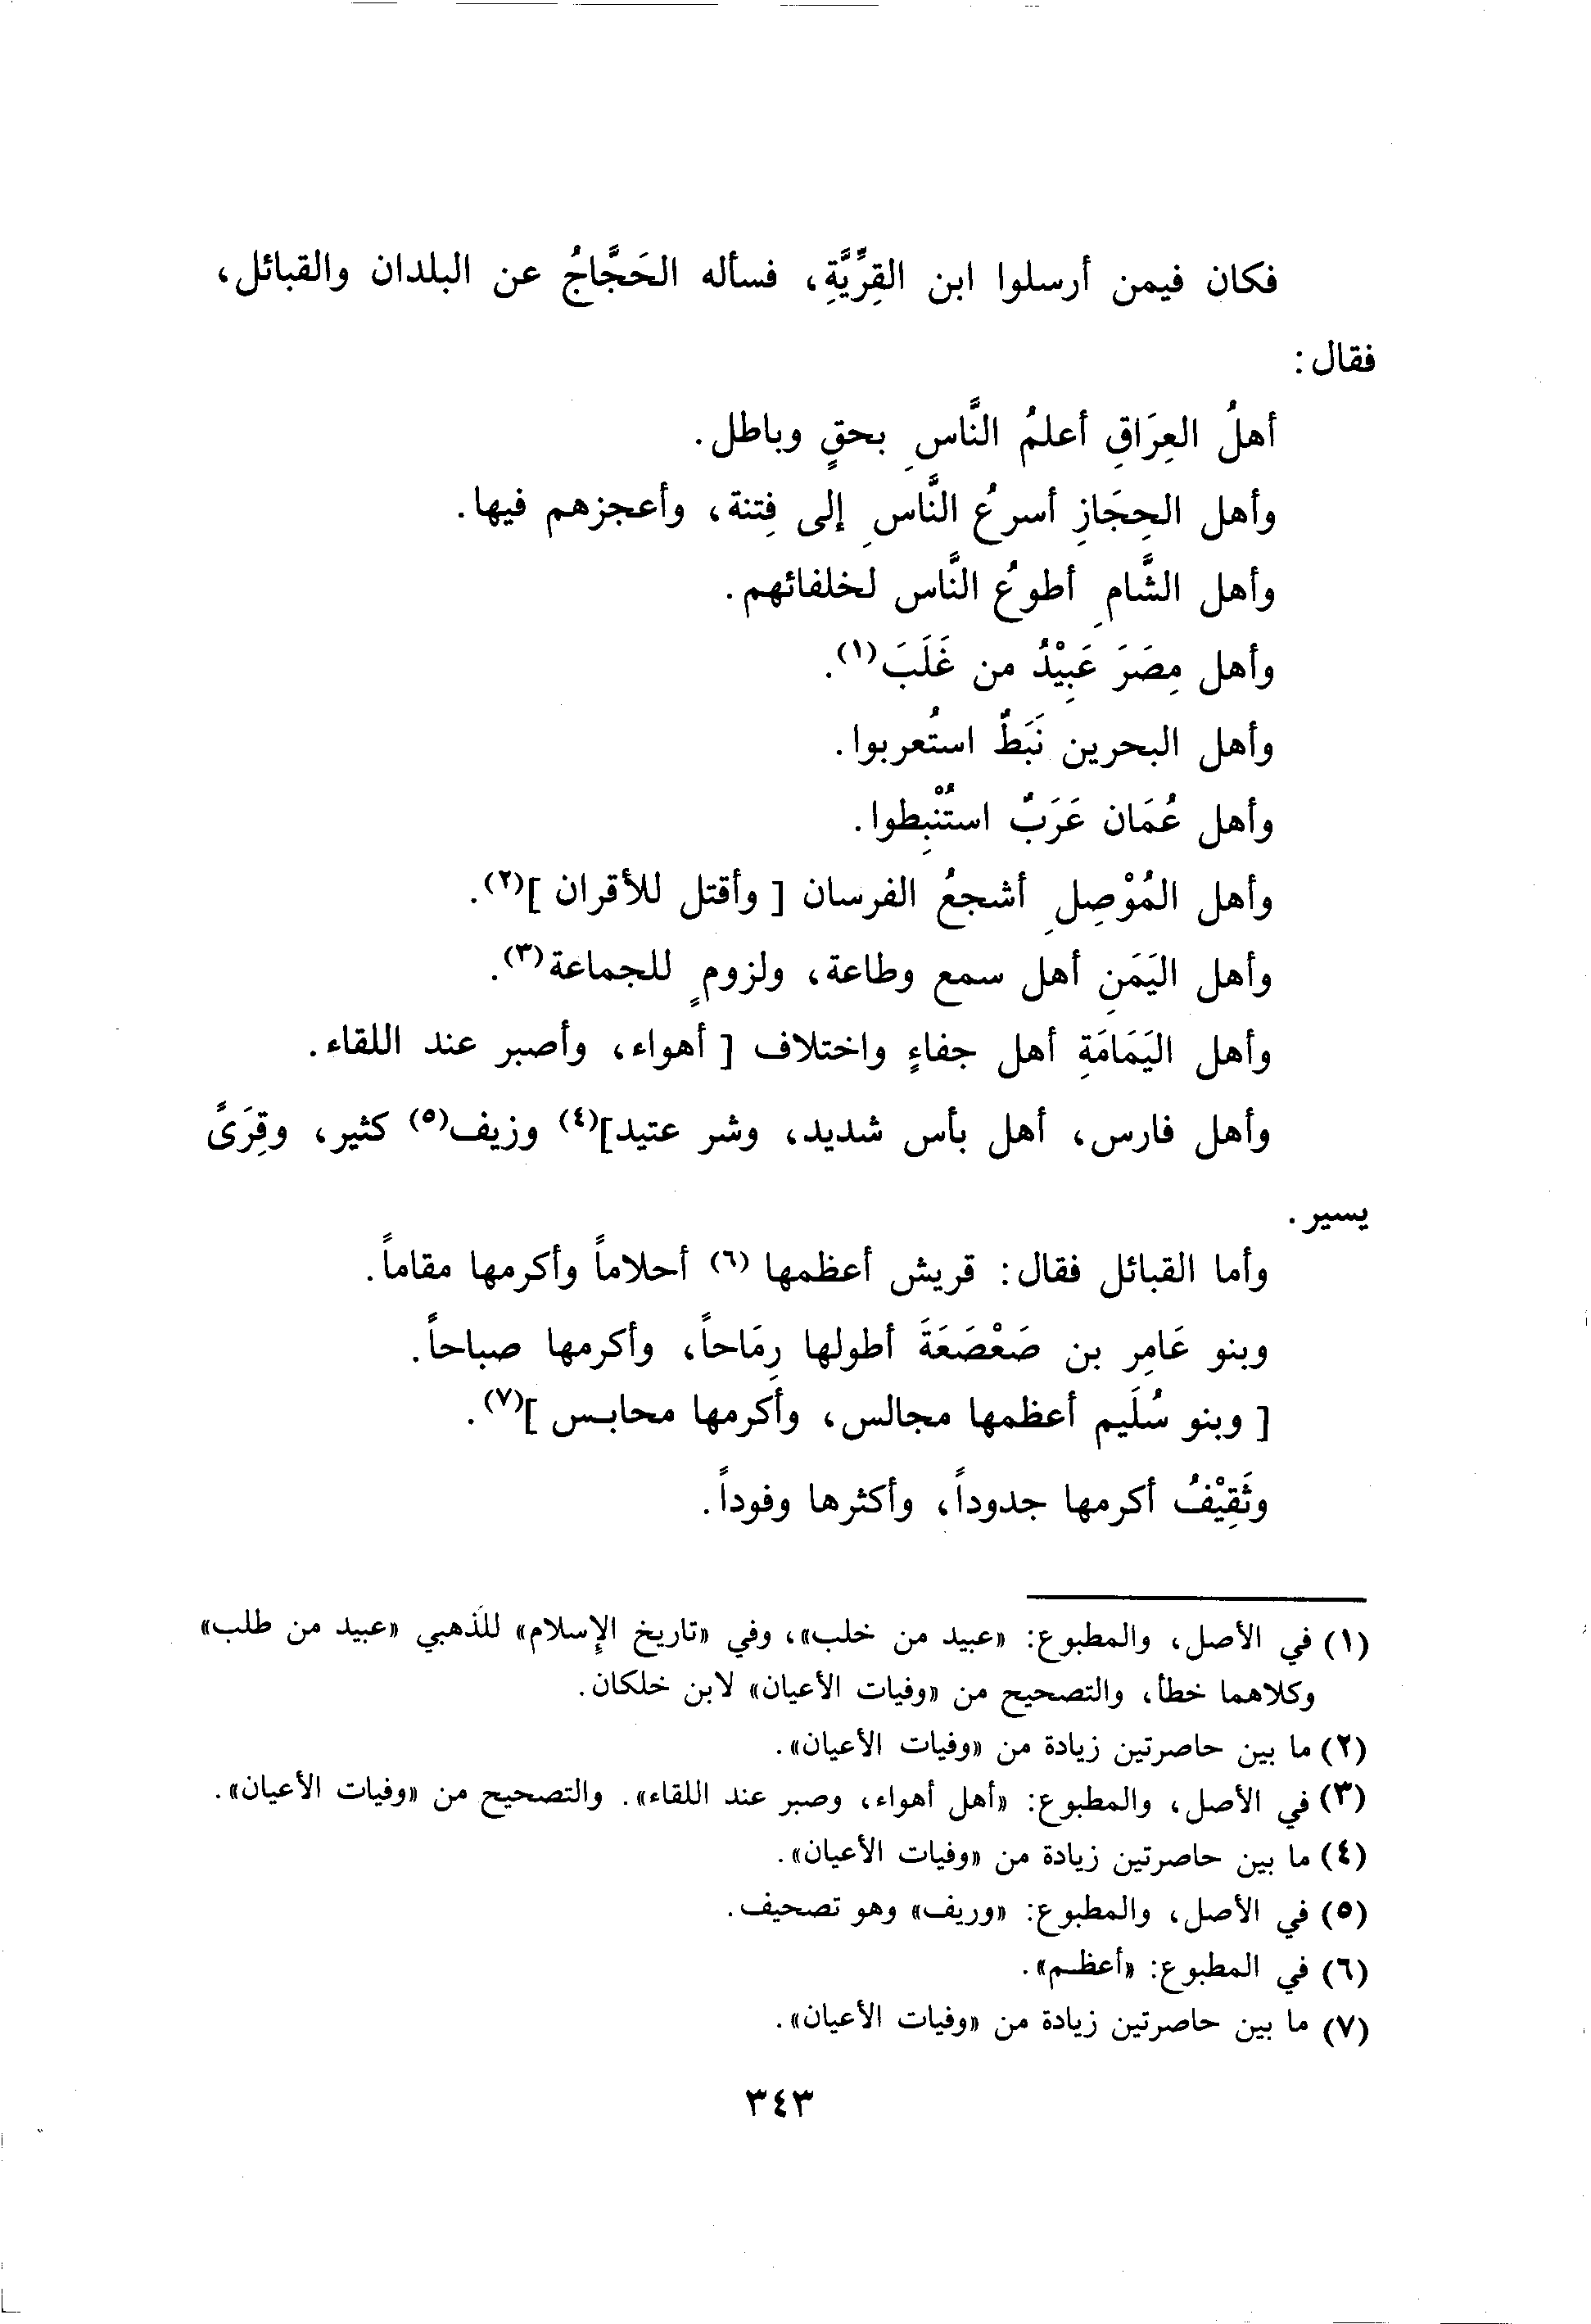 فكان فيمن أرسلوا ابن القِرِّيَّةِ، فسأله الحَجَّاجُ عن البلدان والقبائل،
فقال:
أهلُ العِرَاقِ أعلمُ النَّاسِ بحقٍ وباطل.
وأهل الحِجَازِ أسرعُ النَّاسِ إلى فِتنة، وأعجزهم فيها.
وأهل الشَّامِ أطوعُ النَّاس لخلفائهم.
وأهل مِصَرَ عَبِيْدُ من غَلَبَ(١).
وأهل البحرين نَبَطٌ استُعربوا.
وأهل عُمَان عَرَبٌ استُنْبِطوا.
وأهل المُوْصِلِ أشجعُ الفرسان [وأقتل للأقران](٢).
وأهل اليَمَنِ أهل سمع وطاعة، ولزومٍ للجماعة(٣).
وأهل اليَمَامَةِ أهل جفاءٍ واختلاف [أهواء، وأصبر عند اللقاء.
وأهل فارس، أهل بأس شديد، وشر عتيد](٤) وزيف(٥) كثير، وقِرَىً
يسير.
وأما القبائل فقال: قريش أعظمها (٦) أحلاماً وأكرمها مقاماً.
وبنو عَامِر بن صَعْصَعَةَ أطولها رِمَاحاً، وأكرمها صباحاً.
[وبنو سُلَيم أعظمها مجالس، وأكرمها محابس](٧).
وثَقِيْفُ أكرمها جدوداً، وأكثرها وفوداً.
(١) في الأصل، والمطبوع: «عبيد من خلب»، وفي «تاريخ الإسلام» للذهبي «عبيد من طلب»
وكلاهما خطأ، والتصحيح من «وفيات الأعيان» لابن خلكان.
(٢) ما بين حاصرتين زيادة من «وفيات الأعيان».
(٣) في الأصل، والمطبوع: «أهل أهواء، وصبر عند اللقاء». والتصحيح من «وفيات الأعيان».
(٤) ما بين حاصرتين زيادة من «وفيات الأعيان».
(٥) في الأصل، والمطبوع: «وريف» وهو تصحيف.
(٦) في المطبوع: «أعظم».
(٧) ما بين حاصرتين زيادة من «وفيات الأعيان».
٣٤٣